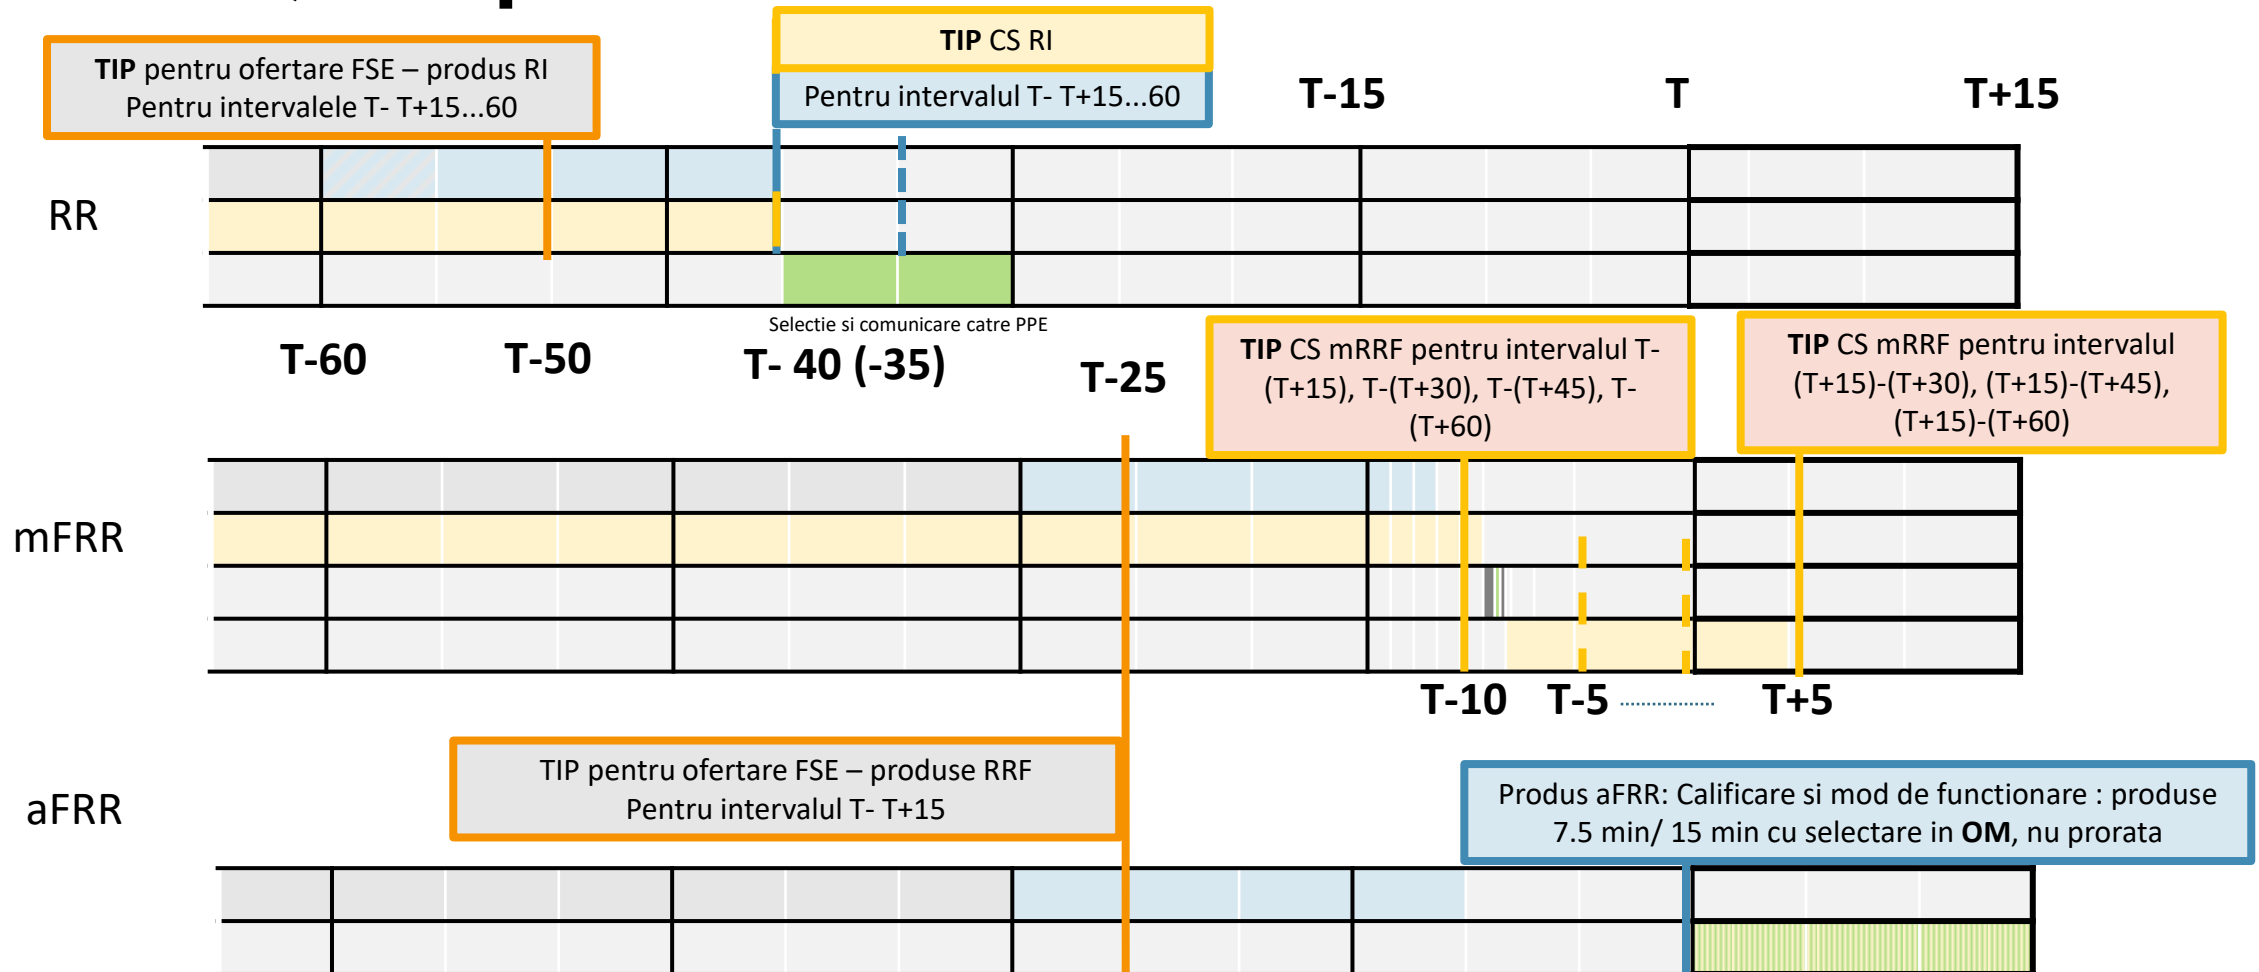 TIP CS RI
TIP pentru ofertare FSE – produs RI
Pentru intervalele T- T+15...60
Pentru intervalul T- T+15...60
T-15
T
T+15
RR
Selectie si comunicare catre PPE
T-60
T-50
T- 40 (-35)
T-25
TIP CS mRRF pentru intervalul T-
(T+15), T-(T+30), T-(T+45), T-
(T+60)
TIP CS mRRF pentru intervalul
(T+15)-(T+30), (T+15)-(T+45),
(T+15)-(T+60)
mFRR
T-10
T-5
T+5
TIP pentru ofertare FSE – produse RRF
Pentru intervalul T- T+15
aFRR
Produs aFRR: Calificare si mod de functionare : produse
7.5 min/ 15 min cu selectare in OM, nu prorata